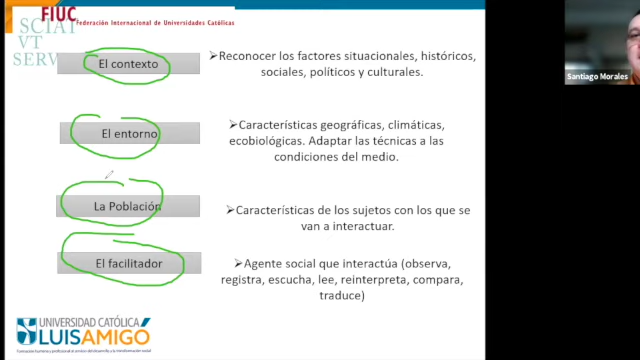 FIUC Federación Internacional de Universidades Católicas
SCIAT
VT
SERV
Santiago Morales
El contexto
➢Reconocer los factores situacionales, históricos,
sociales, políticos y culturales.
El entorno
➢Características geográficas, climáticas,
ecobiológicas. Adaptar las técnicas a las
condiciones del medio.
La Población
➢Características de los sujetos con los que se
van a interactuar.
El facilitador
➢Agente social que interactúa (observa,
registra, escucha, lee, reinterpreta, compara,
traduce)
UNIVERSIDAD CATÓLICA
LUIS AMIGÓ